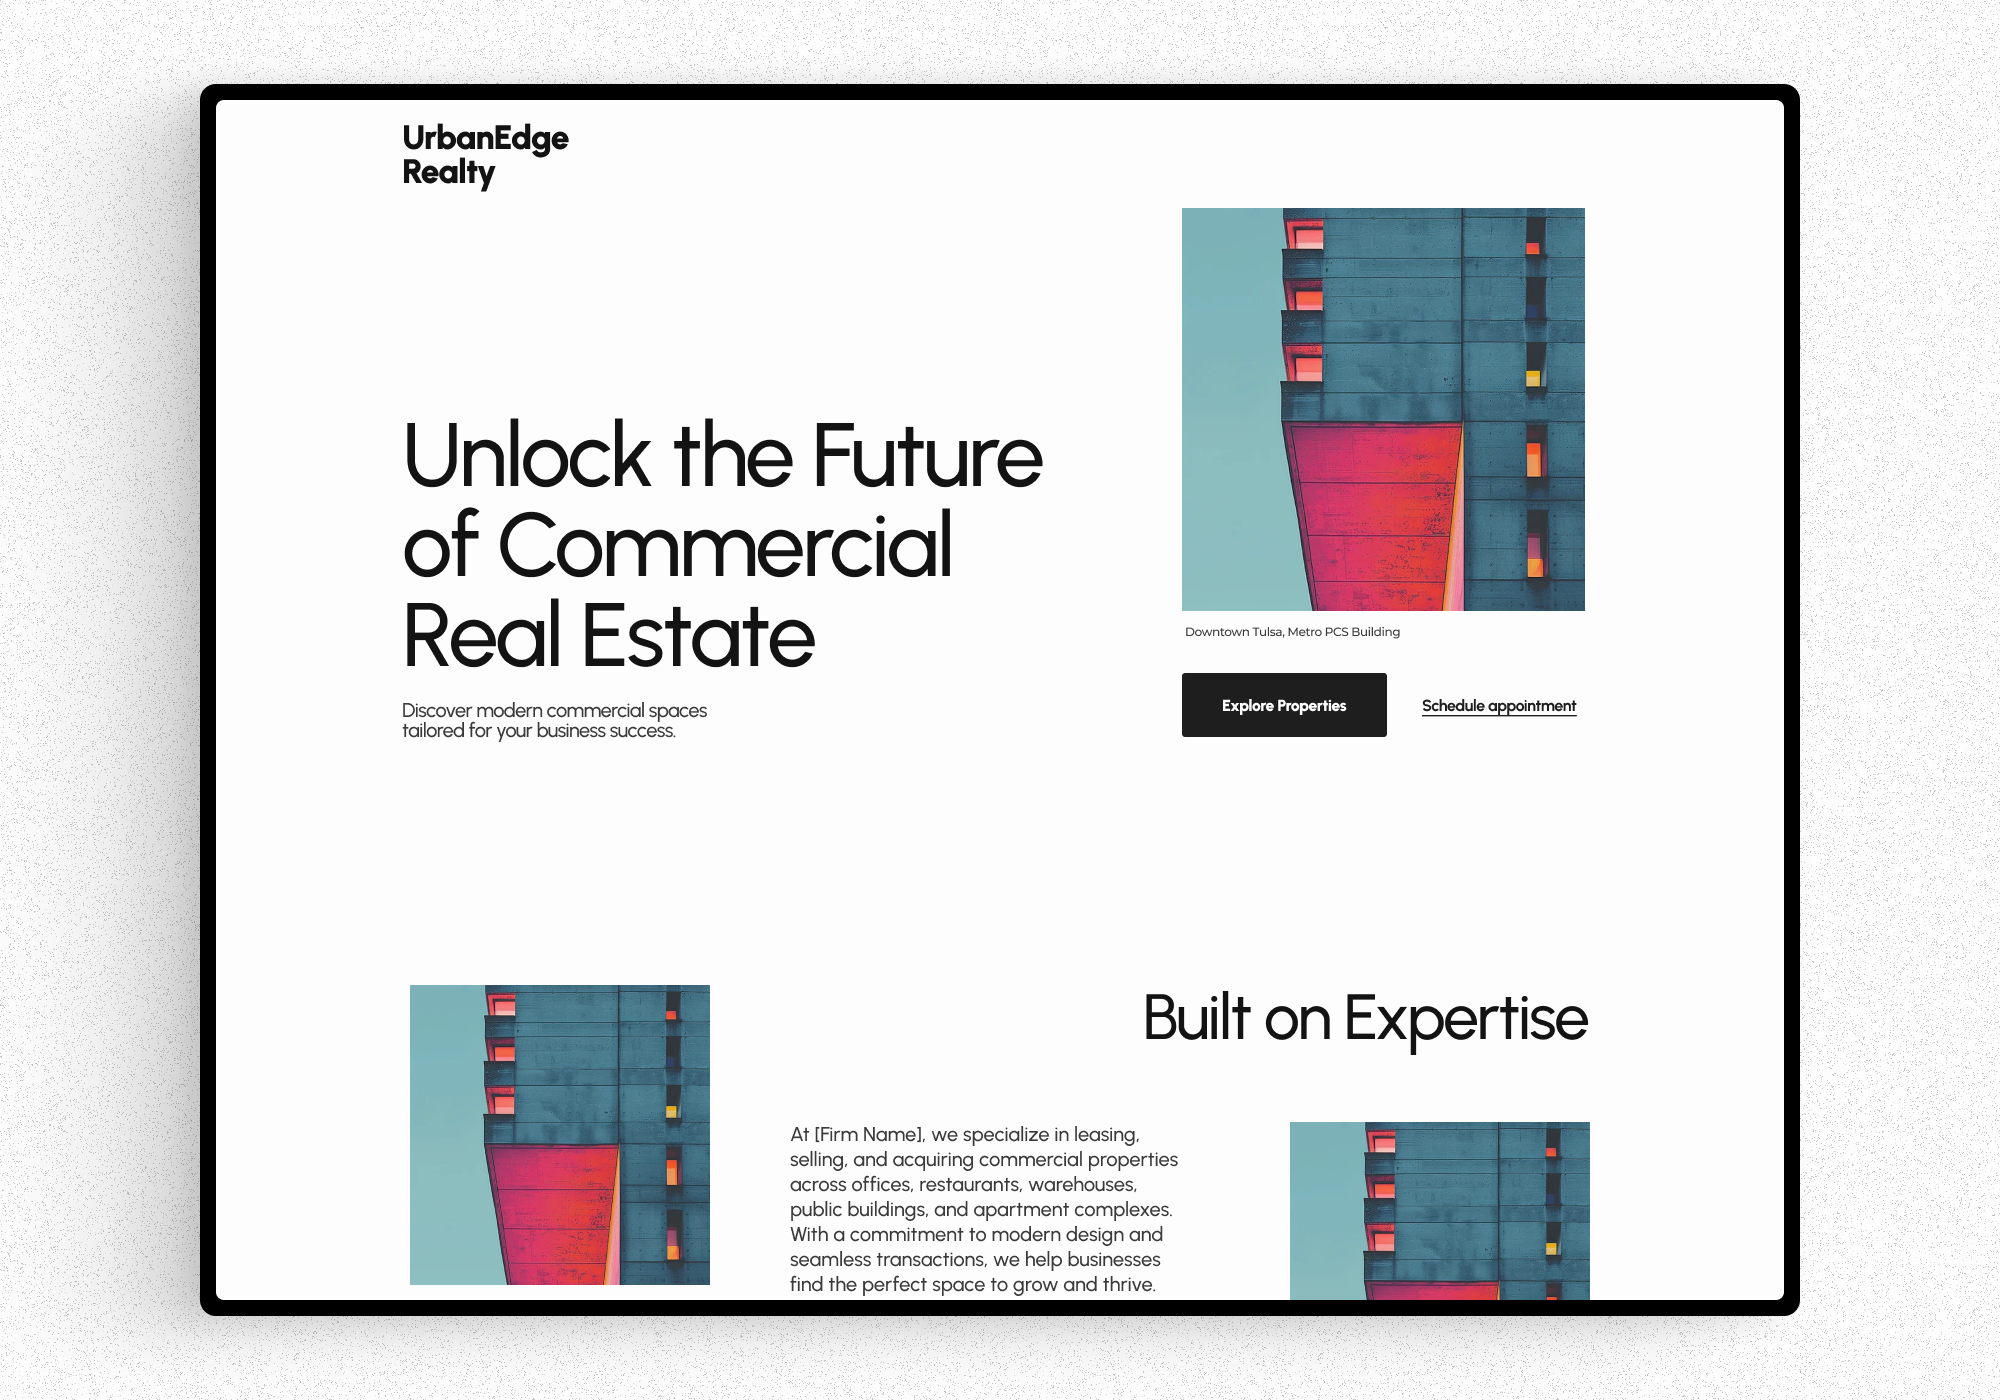 UrbanEdge
Realty
Unlock the Future
of Commercial
Real Estate
Discover modern commercial spaces
tailored for your business success.
Downtown Tulsa, Metro PCS Building
Explore Properties
Schedule appointment
Built on Expertise
At [Firm Name], we specialize in leasing,
selling, and acquiring commercial properties
across offices, restaurants, warehouses,
public buildings, and apartment complexes.
With a commitment to modern design and
seamless transactions, we help businesses
find the perfect space to grow and thrive.